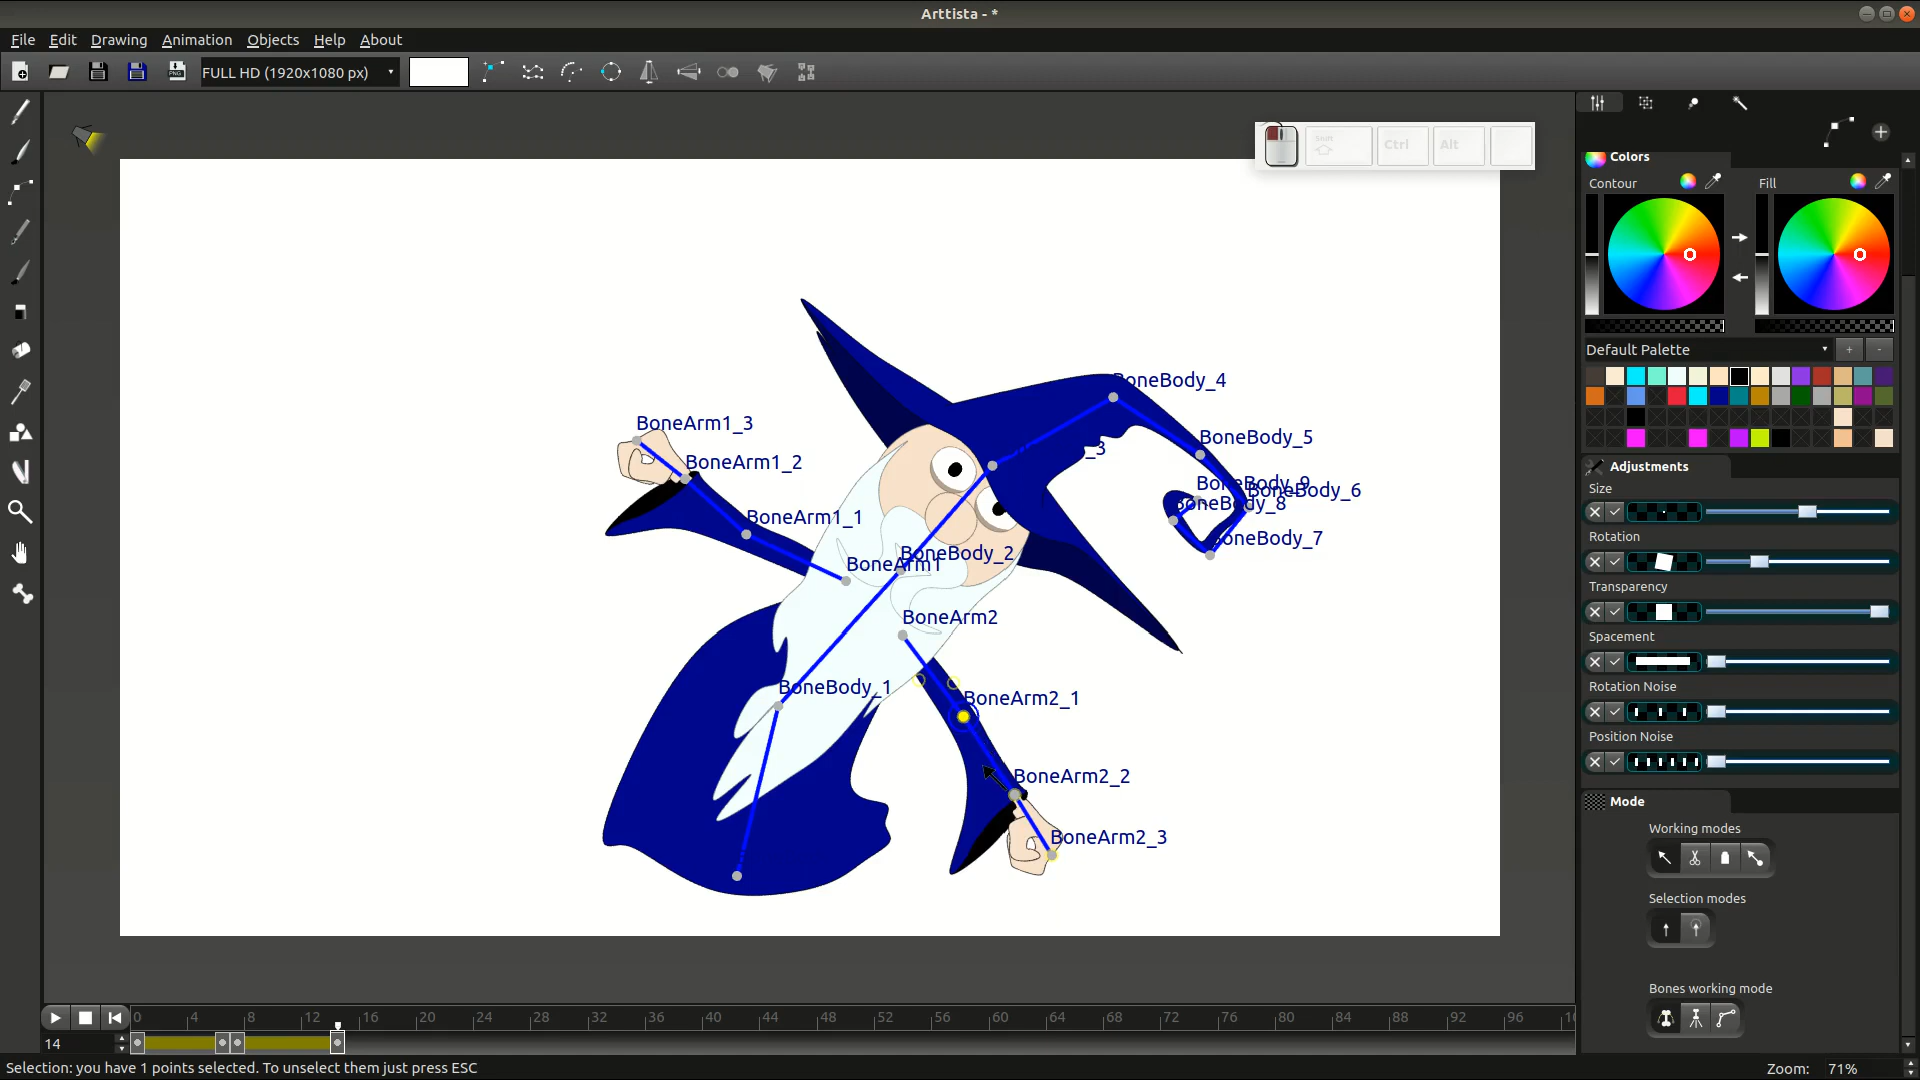 Arttista - *
File Edit Drawing Animation Objects Help About
FULL HD (1920x1080 px)
Shift Ctrl Alt
Colors
Contour Fill
Default Palette
BoneBody_4
BoneArm1_3
BoneBody_5
BoneArm1_2
BoneBody_9
BoneBody_6
BoneBody_8
BoneArm1_1
BoneBody_7
BoneBody_2
BoneArm1
BoneArm2
BoneBody_1
BoneArm2_1
BoneArm2_2
BoneArm2_3
Adjustments
Size
Rotation
Transparency
Spacement
Rotation Noise
Position Noise
Mode
Working modes
Selection modes
Bones working mode
0 4 8 12 16 20 24 28 32 36 40 44 48 52 56 60 64 68 72 76 80 84 88 92 96
14
Selection: you have 1 points selected. To unselect them just press ESC
Zoom: 71%